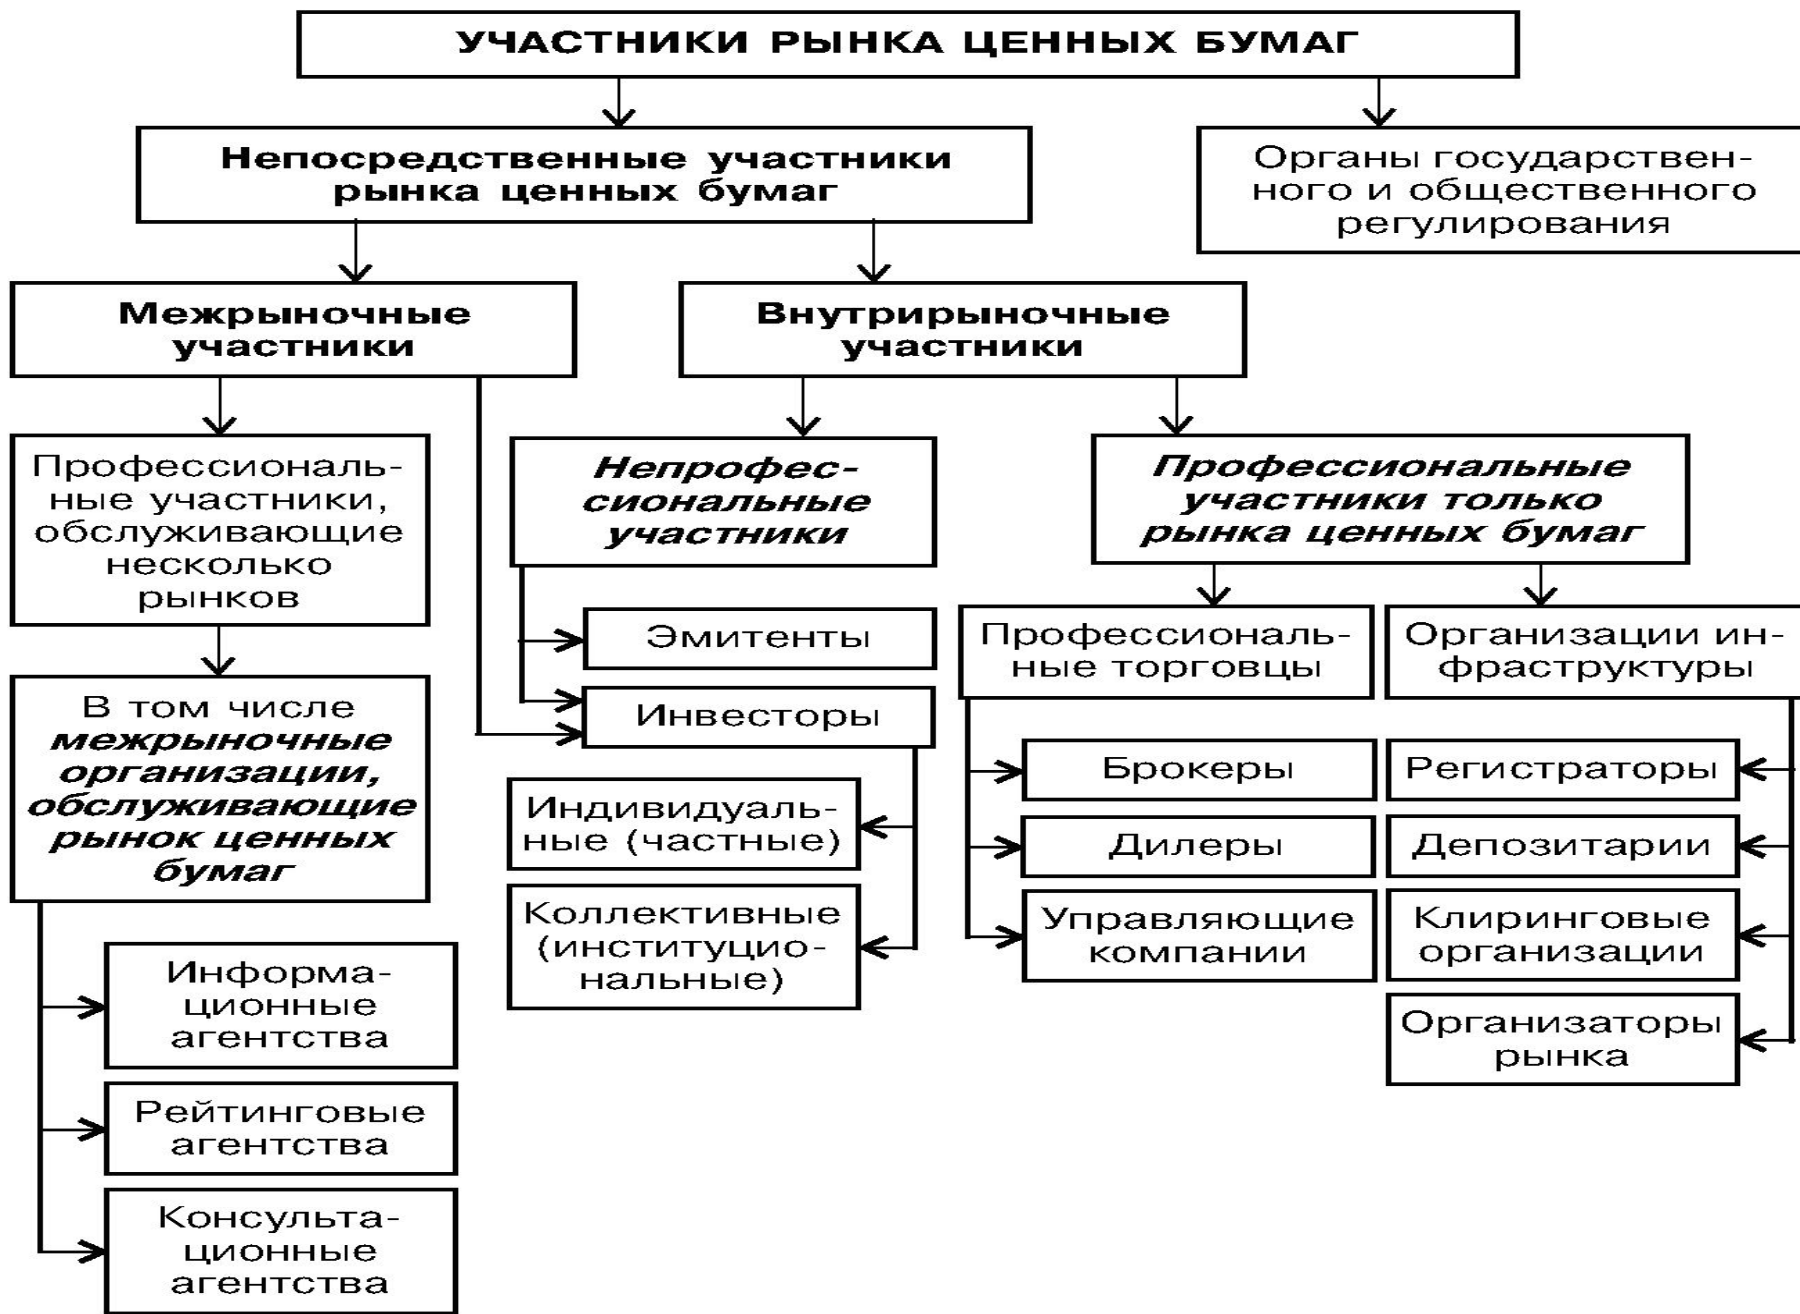 УЧАСТНИКИ РЫНКА ЦЕННЫХ БУМАГ
Непосредственные участники
рынка ценных бумаг
Органы государствен-
ного и общественного
регулирования
Межрыночные
участники
Внутрирыночные
участники
Профессиональ-
ные участники,
обслуживающие
несколько
рынков
Непрофес-
сиональные
участники
Профессиональные
участники только
рынка ценных бумаг
Эмитенты
Инвесторы
Профессиональ-
ные торговцы
Организации ин-
фраструктуры
В том числе
межрыночные
организации,
обслуживающие
рынок ценных
бумаг
Индивидуаль-
ные (частные)
Коллективные
(институцио-
нальные)
Брокеры
Дилеры
Управляющие
компании
Регистраторы
Депозитарии
Клиринговые
организации
Организаторы
рынка
Информа-
ционные
агентства
Рейтинговые
агентства
Консульта-
ционные
агентства